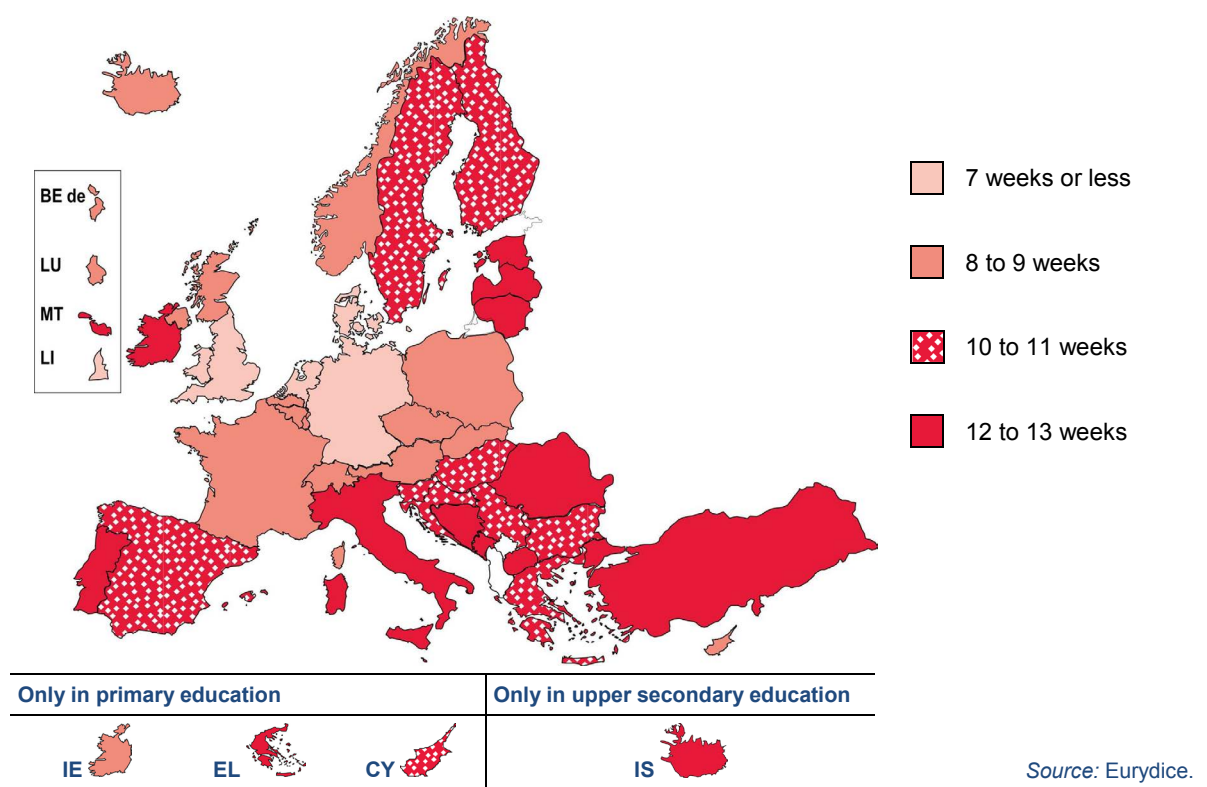 BE de
LU
MT
LI
7 weeks or less
8 to 9 weeks
10 to 11 weeks
12 to 13 weeks
Only in primary education
Only in upper secondary education
IE
EL
CY
IS
Source: Eurydice.